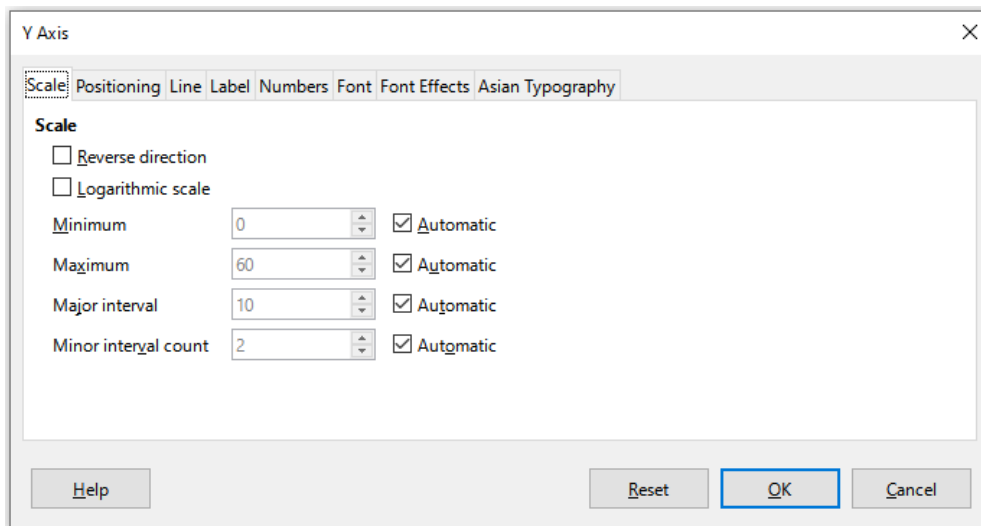 Y Axis
Scale Positioning Line Label Numbers Font Font Effects Asian Typography
Scale
Reverse direction
Logarithmic scale
Minimum 0 Automatic
Maximum 60 Automatic
Major interval 10 Automatic
Minor interval count 2 Automatic
Help Reset OK Cancel